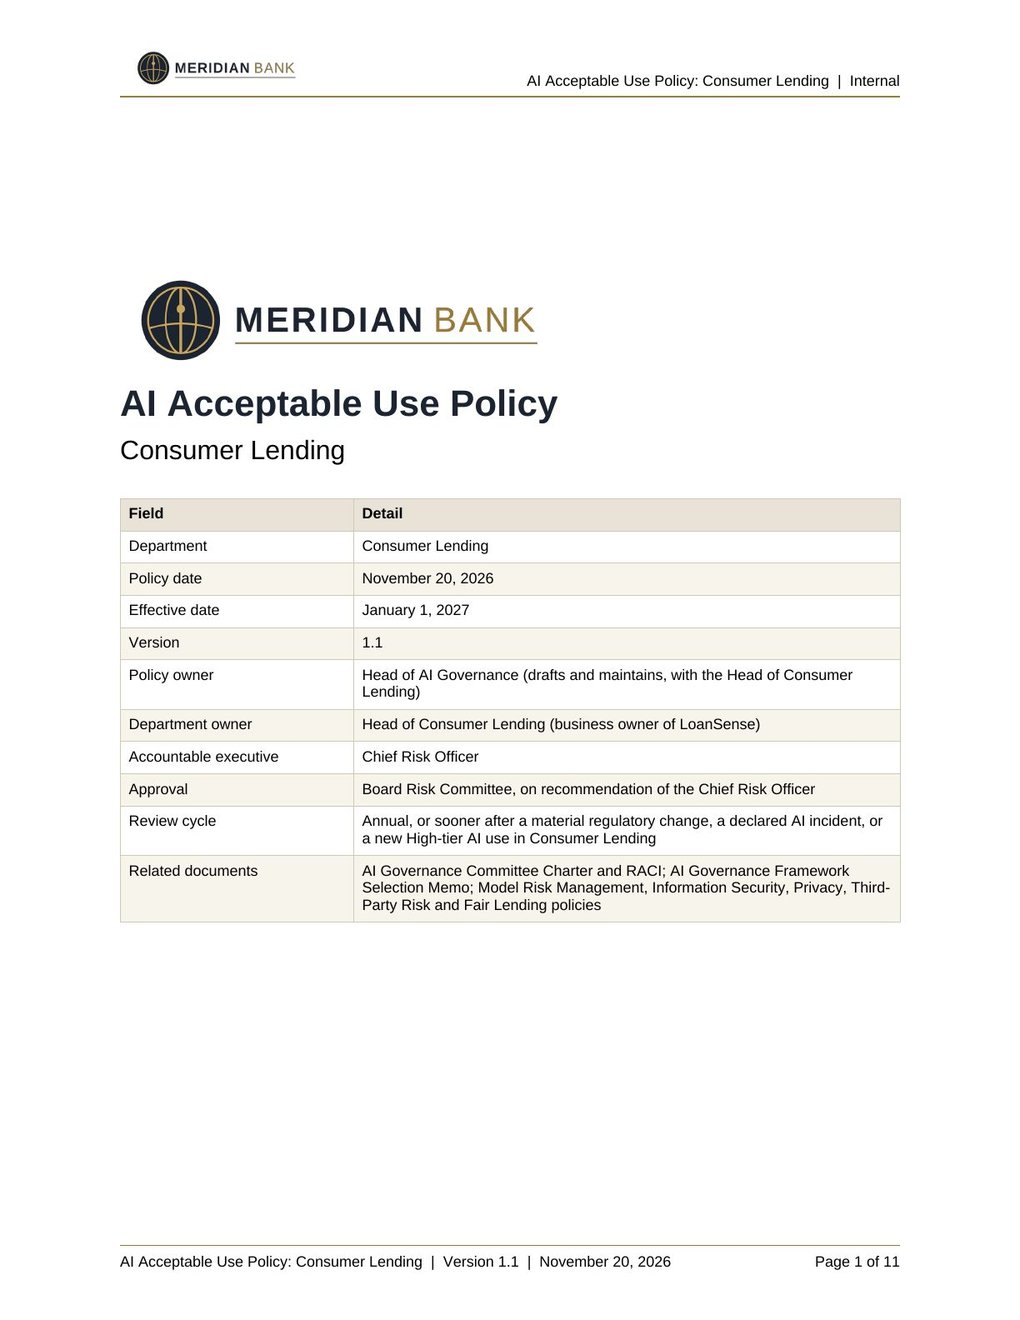 MERIDIAN BANK
AI Acceptable Use Policy: Consumer Lending | Internal
MERIDIAN BANK
AI Acceptable Use Policy
Consumer Lending
Field Detail
Department Consumer Lending
Policy date November 20, 2026
Effective date January 1, 2027
Version 1.1
Policy owner Head of AI Governance (drafts and maintains, with the Head of Consumer
Lending)
Department owner Head of Consumer Lending (business owner of LoanSense)
Accountable executive Chief Risk Officer
Approval Board Risk Committee, on recommendation of the Chief Risk Officer
Review cycle Annual, or sooner after a material regulatory change, a declared AI incident, or
a new High-tier AI use in Consumer Lending
Related documents AI Governance Committee Charter and RACI; AI Governance Framework
Selection Memo; Model Risk Management, Information Security, Privacy, Third-
Party Risk and Fair Lending policies
AI Acceptable Use Policy: Consumer Lending | Version 1.1 | November 20, 2026 Page 1 of 11